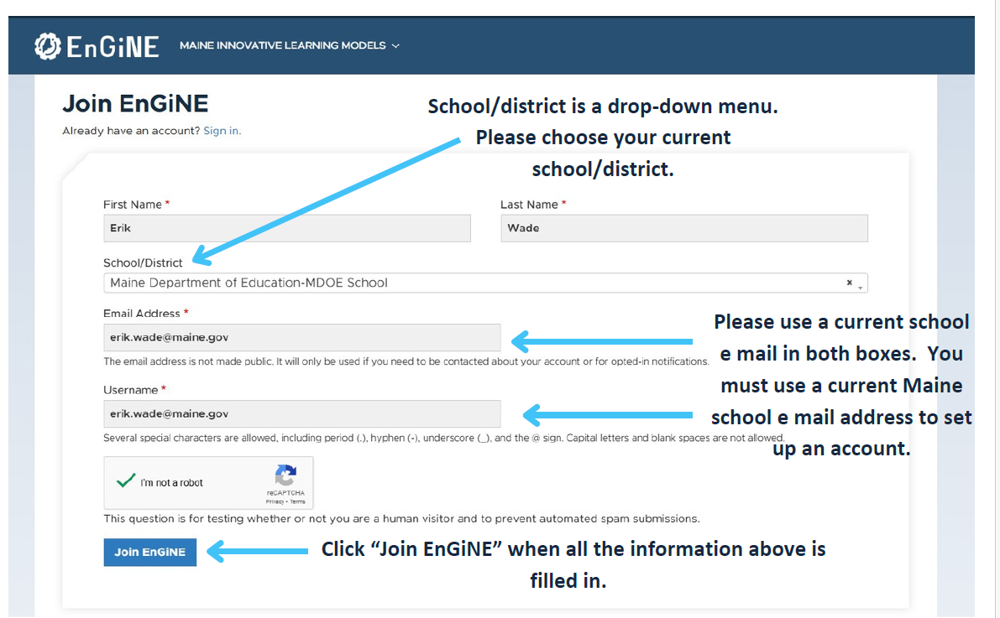 EnGiNE MAINE INNOVATIVE LEARNING MODELS
Join EnGiNE
Already have an account? Sign in.
School/district is a drop-down menu.
Please choose your current
school/district.
First Name *
Last Name *
Erik
Wade
School/District
Maine Department of Education-MDOE School ×
Email Address *
erik.wade@maine.gov
The email address is not made public. It will only be used if you need to be contacted about your account or for opted-in notifications.
Please use a current school
e mail in both boxes. You
must use a current Maine
school e mail address to set
up an account.
Username *
erik.wade@maine.gov
Several special characters are allowed, including period (.), hyphen (-), underscore (_), and the @ sign. Capital letters and blank spaces are not allowed.
I'm not a robot
reCAPTCHA
Privacy • Terms
This question is for testing whether or not you are a human visitor and to prevent automated spam submissions.
Join EnGiNE
Click “Join EnGiNE” when all the information above is
filled in.